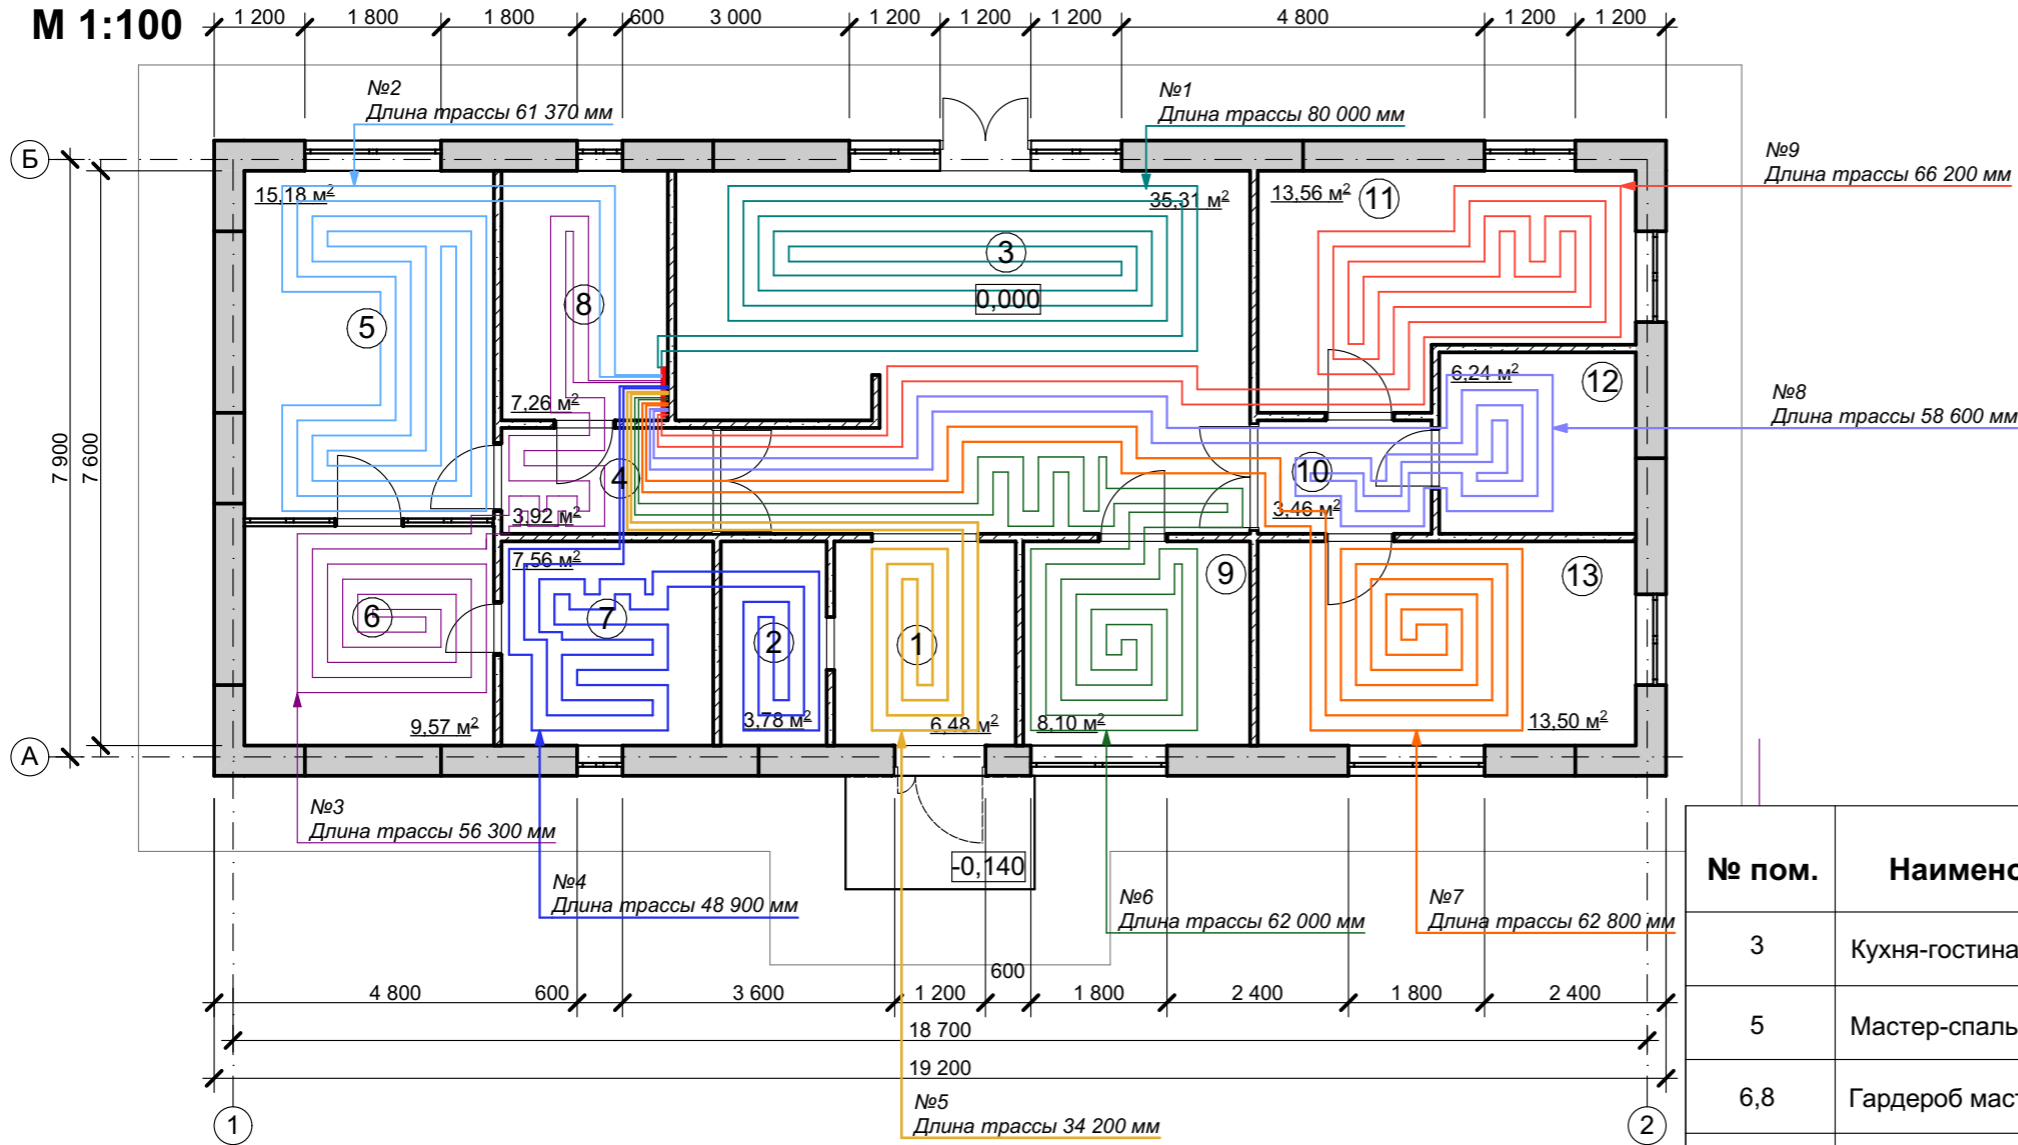 М 1:100
1 200 1 800 1 800 600 3 000 1 200 1 200 1 200 4 800 1 200 1 200
№2
Длина трассы 61 370 мм
№1
Длина трассы 80 000 мм
№9
Длина трассы 66 200 мм
Б
15,18 м²
35,31 м²
13,56 м²
11
3
0,000
8
5
7 900
7 600
6,24 м²
12
№8
Длина трассы 58 600 мм
7,26 м²
4
10
3,92 м²
3,46 м²
7,56 м²
9
13
6
7
2
1
9,57 м²
3,78 м²
6,48 м²
8,10 м²
13,50 м²
А
№3
Длина трассы 56 300 мм
-0,140
№4
Длина трассы 48 900 мм
№6
Длина трассы 62 000 мм
№7
Длина трассы 62 800 мм
600
4 800 600 3 600 1 200 1 800 2 400 1 800 2 400
18 700
19 200
№5
Длина трассы 34 200 мм
1
2
№ пом. Наимено
3 Кухня-гостина
5 Мастер-спаль
6,8 Гардероб маст